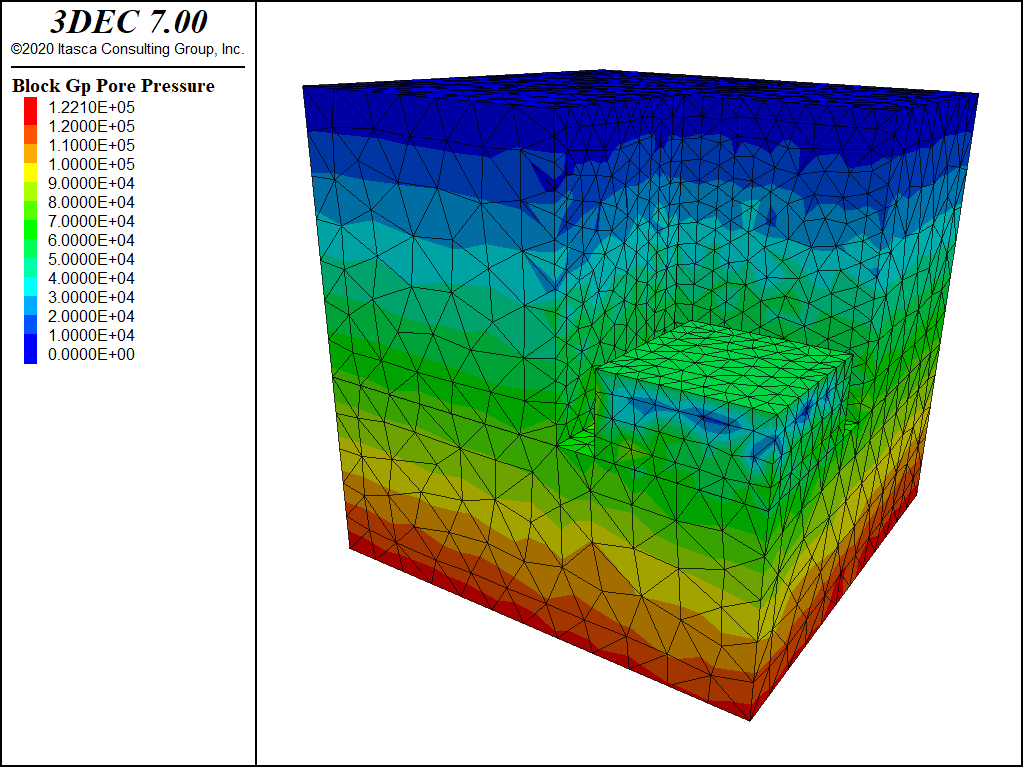 3DEC 7.00
©2020 Itasca Consulting Group, Inc.
Block Gp Pore Pressure
1.2210E+05
1.2000E+05
1.1000E+05
1.0000E+05
9.0000E+04
8.0000E+04
7.0000E+04
6.0000E+04
5.0000E+04
4.0000E+04
3.0000E+04
2.0000E+04
1.0000E+04
0.0000E+00